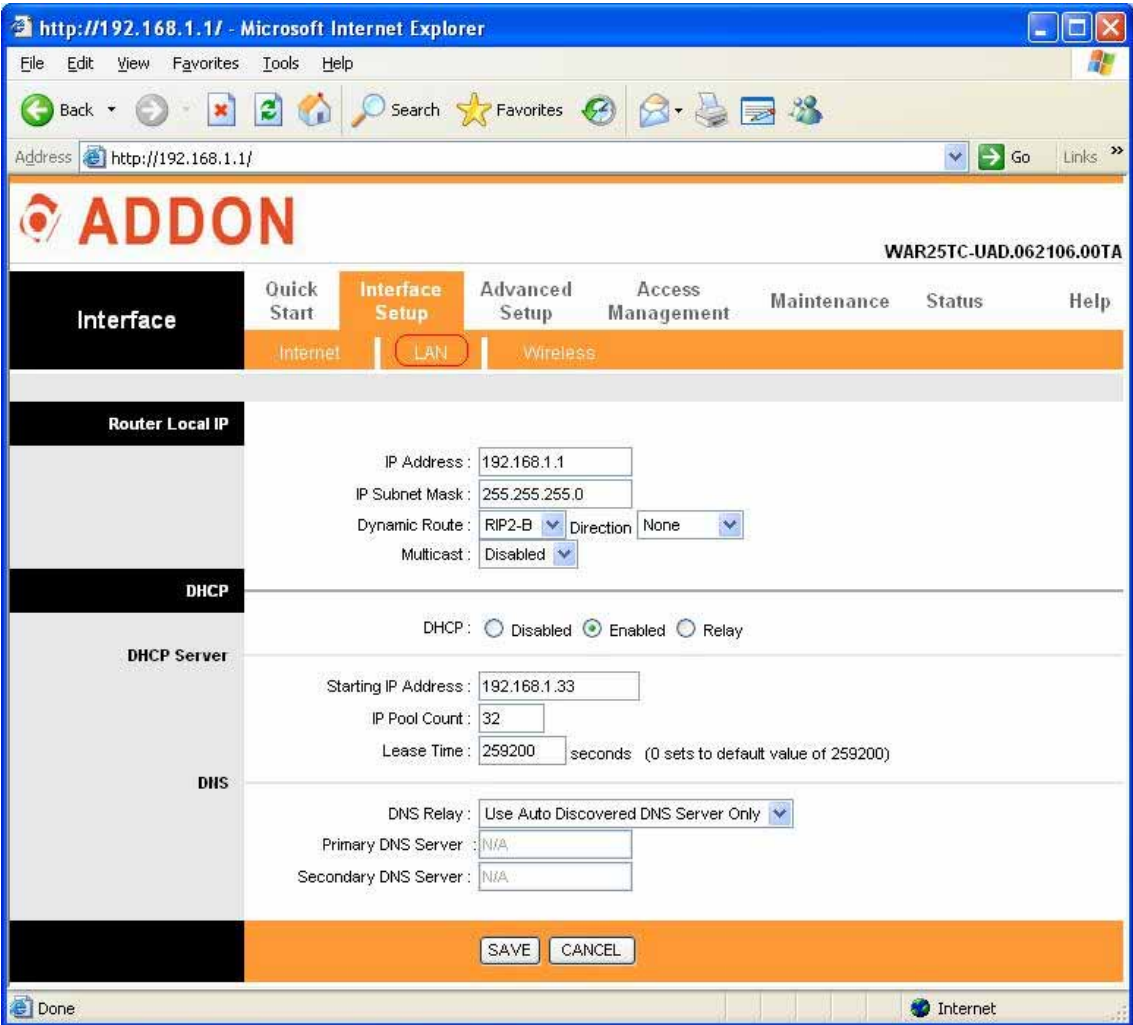 http://192.168.1.1/ - Microsoft Internet Explorer
File Edit View Favorites Tools Help
Back Search Favorites
Address http://192.168.1.1/ Go Links »
ADDON
WAR25TC-UAD.062106.00TA
Interface
Quick Start Interface Setup Advanced Setup Access Management Maintenance Status Help
Internet LAN Wireless
Router Local IP
IP Address : 192.168.1.1
IP Subnet Mask : 255.255.255.0
Dynamic Route : RIP2-B Direction None
Multicast : Disabled
DHCP
DHCP : Disabled Enabled Relay
DHCP Server
Starting IP Address : 192.168.1.33
IP Pool Count : 32
Lease Time : 259200 seconds (0 sets to default value of 259200)
DNS
DNS Relay : Use Auto Discovered DNS Server Only
Primary DNS Server : N/A
Secondary DNS Server : N/A
SAVE CANCEL
Done Internet